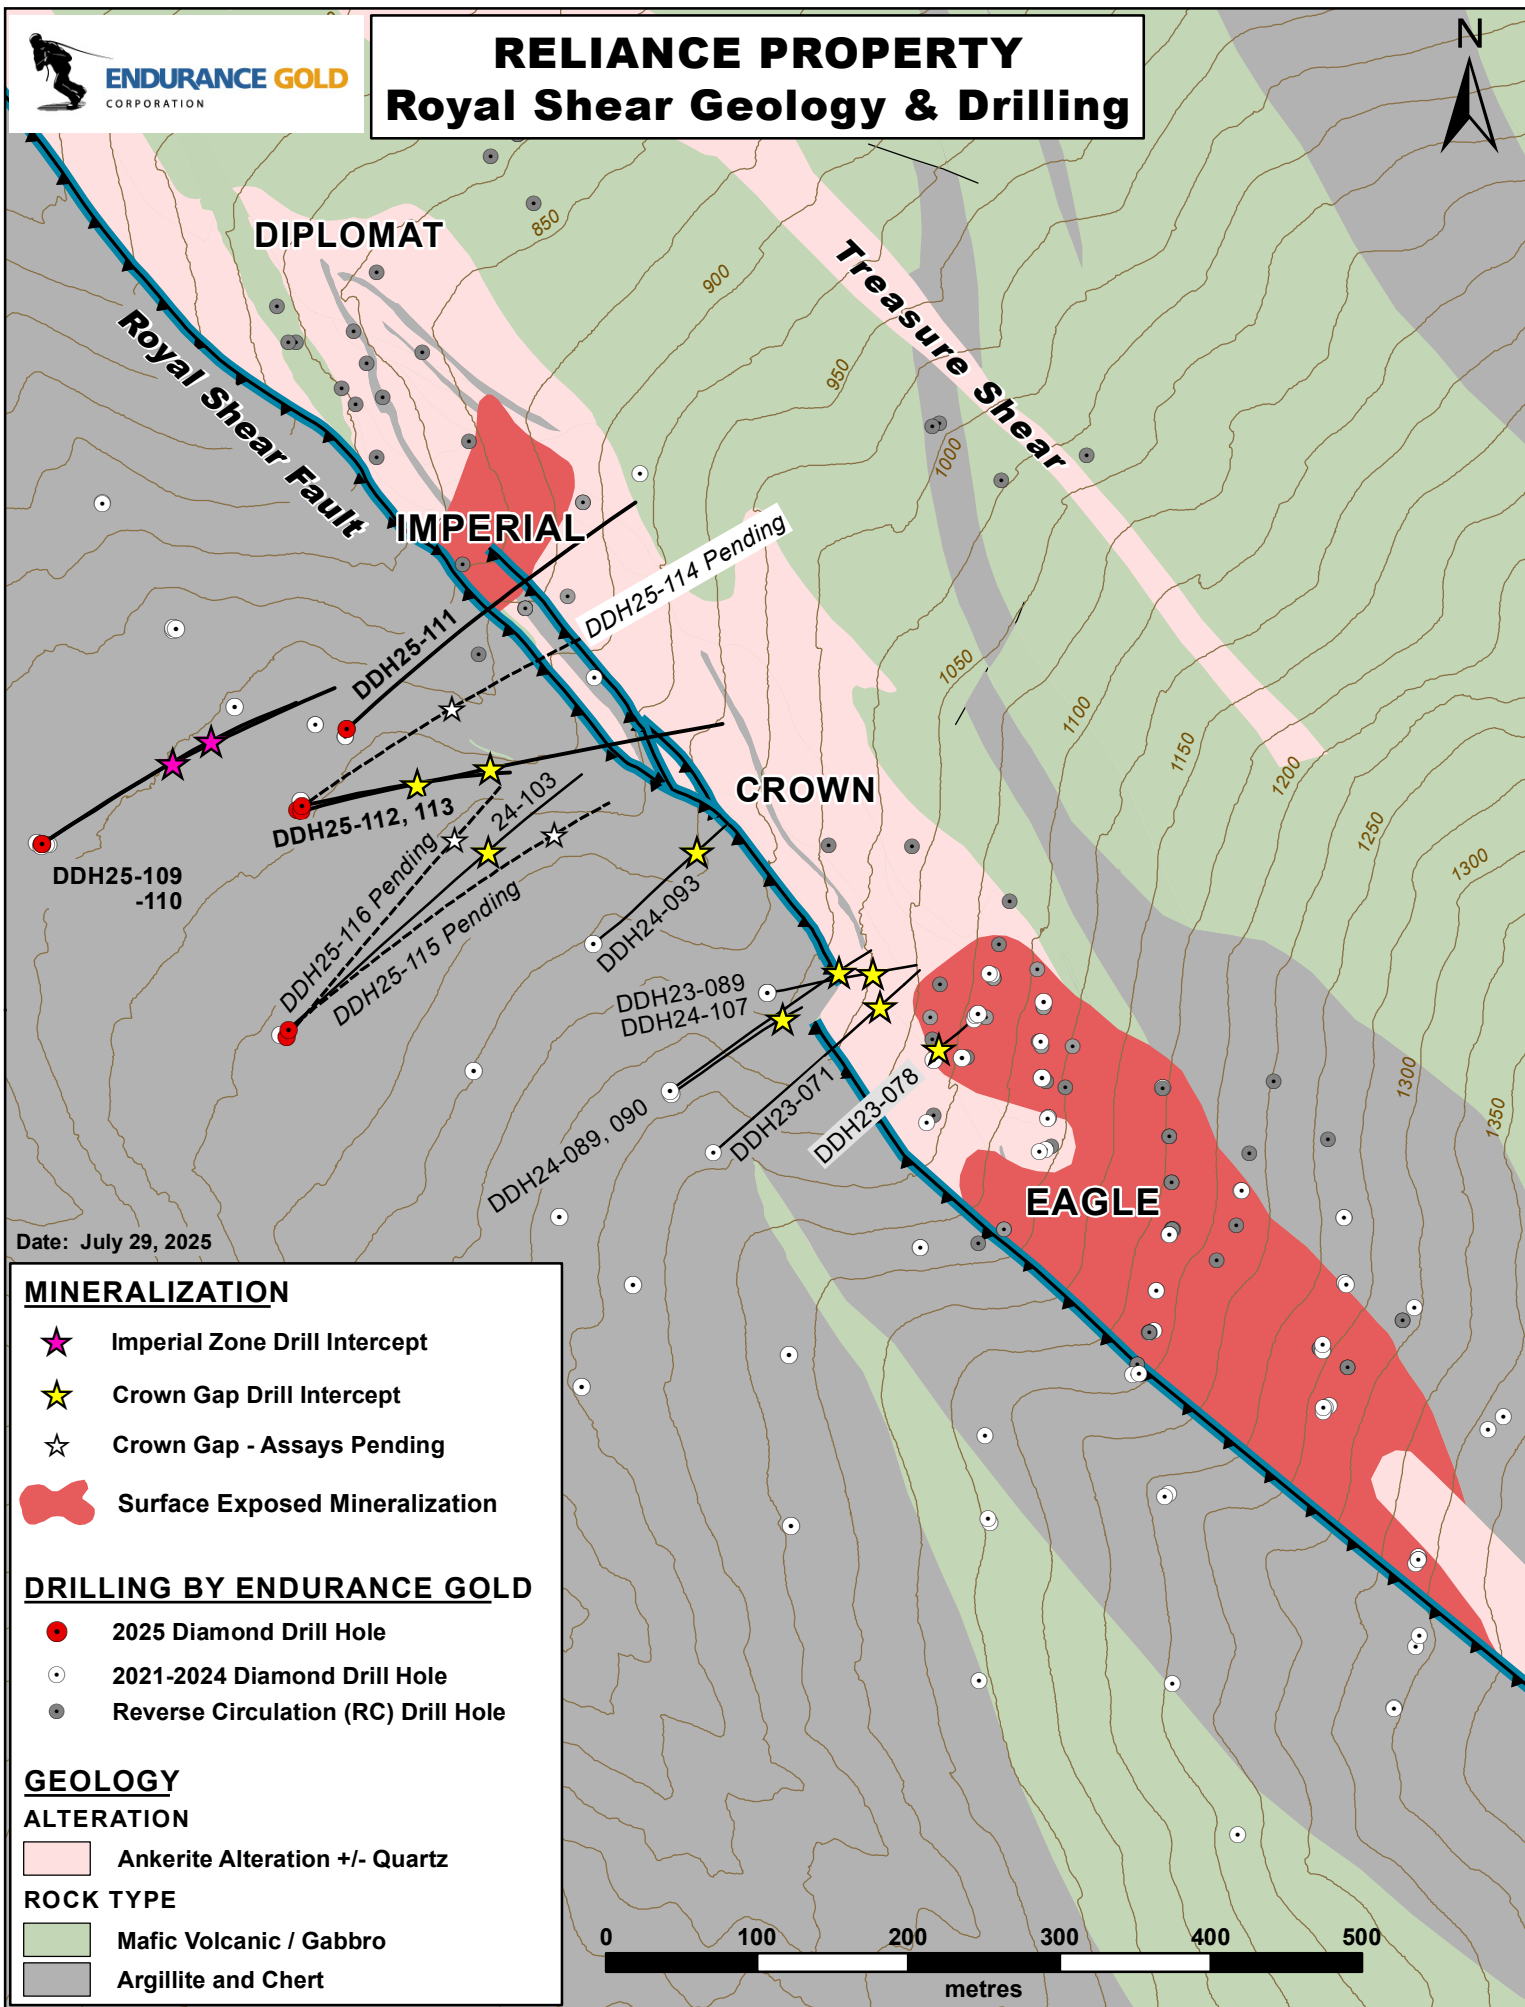 ENDURANCE GOLD
CORPORATION
RELIANCE PROPERTY
Royal Shear Geology & Drilling
N
DIPLOMAT
850
900
950
1000
1050
1100
1150
1200
1250
1300
1300
1350
Treasure Shear
Royal Shear Fault
IMPERIAL
DDH25-114 Pending
DDH25-111
CROWN
24-103
DDH25-112, 113
DDH25-109
-110
DDH25-116 Pending
DDH25-115 Pending
DDH24-093
DDH23-089
DDH24-107
DDH23-071
DDH23-078
DDH24-089, 090
EAGLE
Date: July 29, 2025
MINERALIZATION
Imperial Zone Drill Intercept
Crown Gap Drill Intercept
Crown Gap - Assays Pending
Surface Exposed Mineralization
DRILLING BY ENDURANCE GOLD
2025 Diamond Drill Hole
2021-2024 Diamond Drill Hole
Reverse Circulation (RC) Drill Hole
GEOLOGY
ALTERATION
Ankerite Alteration +/- Quartz
ROCK TYPE
Mafic Volcanic / Gabbro
Argillite and Chert
0 100 200 300 400 500
metres